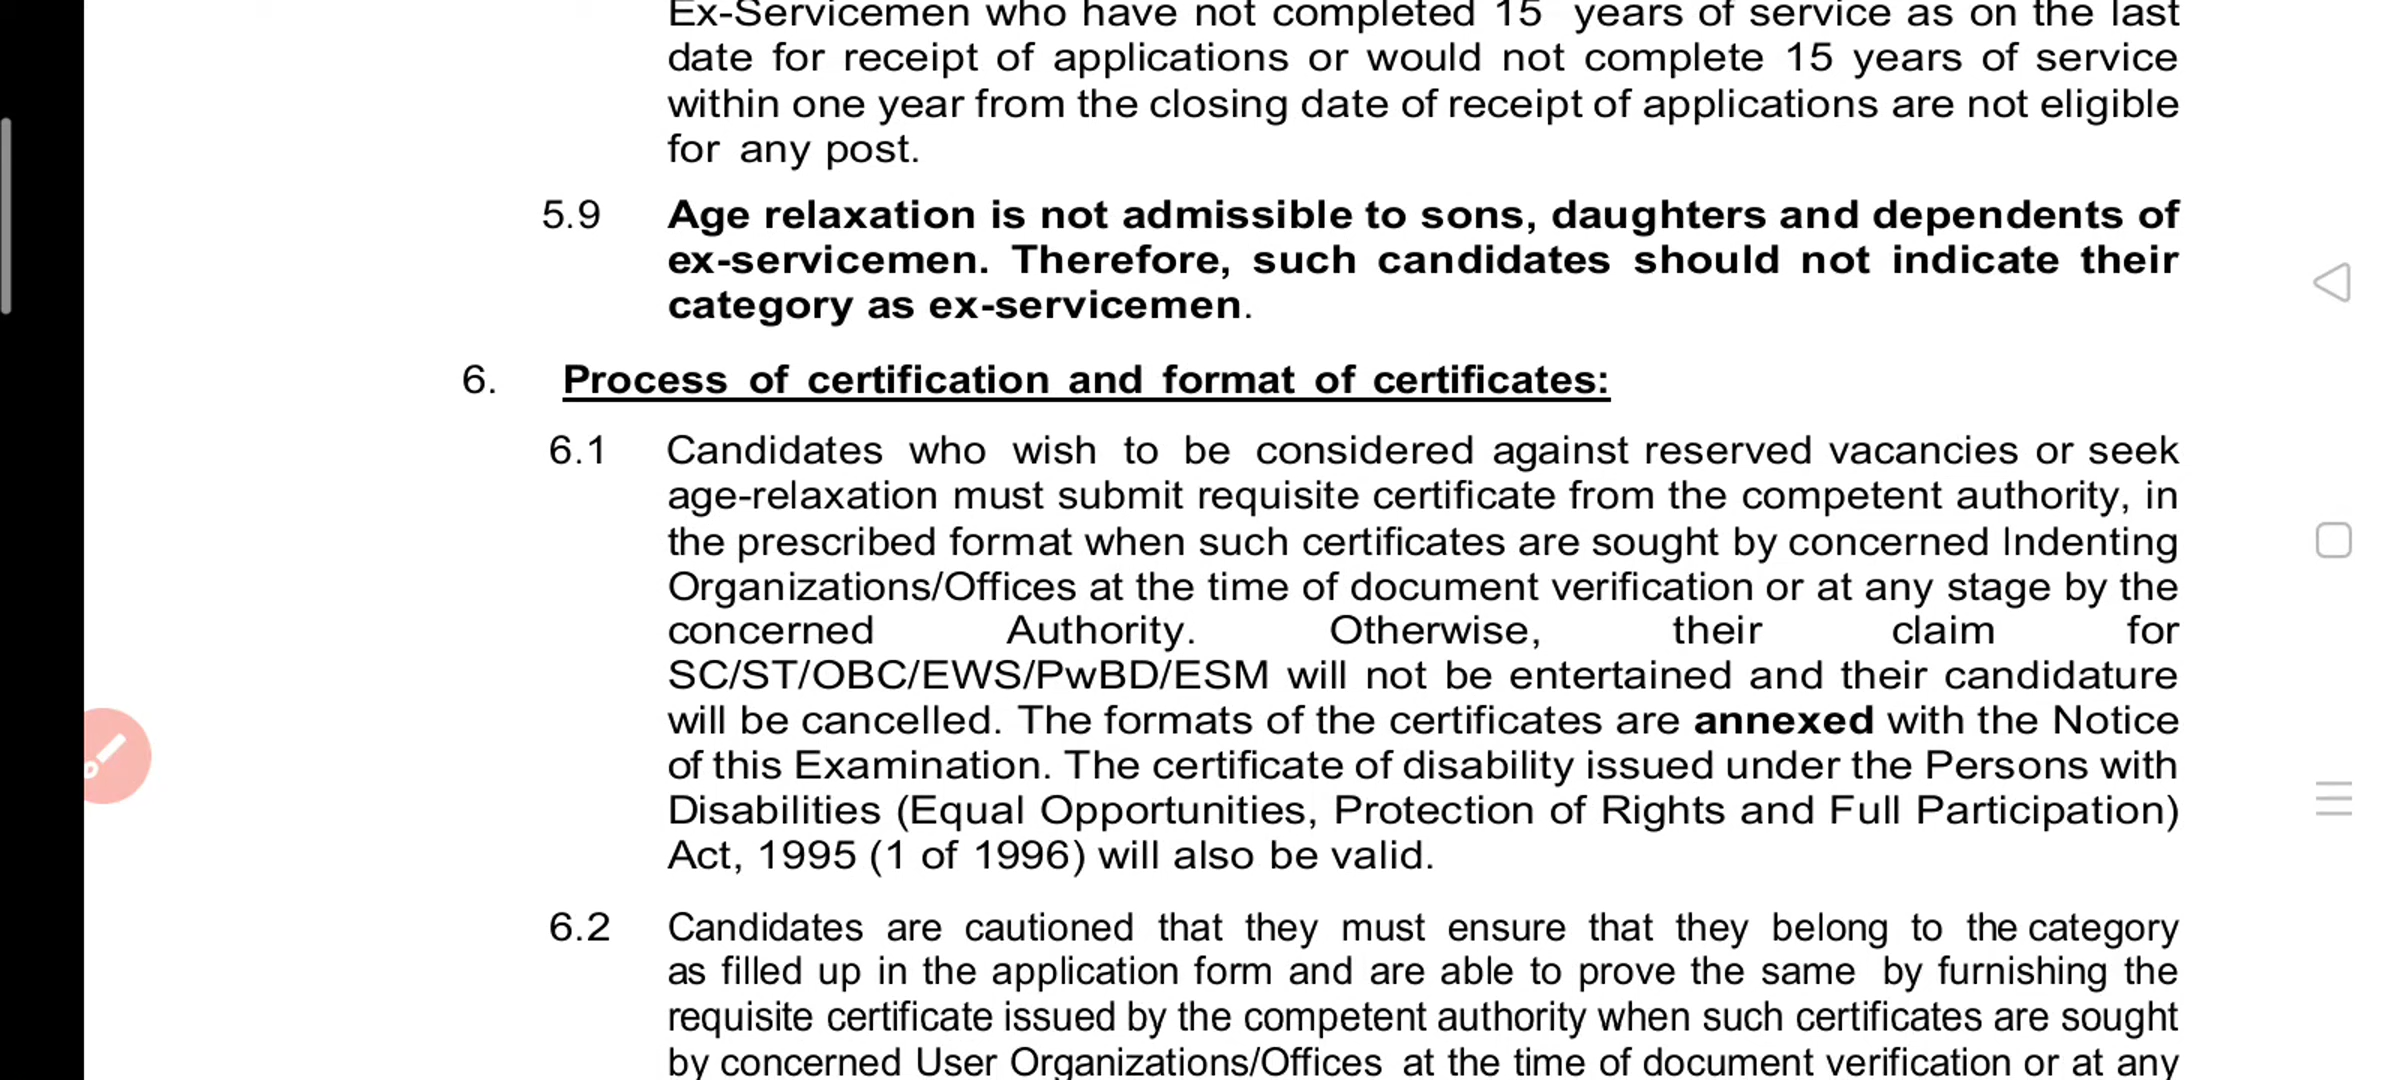 Ex-Servicemen who have not completed 15 years of service as on the last
date for receipt of applications or would not complete 15 years of service
within one year from the closing date of receipt of applications are not eligible
for any post.
5.9 Age relaxation is not admissible to sons, daughters and dependents of
ex-servicemen. Therefore, such candidates should not indicate their
category as ex-servicemen.
6. Process of certification and format of certificates:
6.1 Candidates who wish to be considered against reserved vacancies or seek
age-relaxation must submit requisite certificate from the competent authority, in
the prescribed format when such certificates are sought by concerned Indenting
Organizations/Offices at the time of document verification or at any stage by the
concerned Authority. Otherwise, their claim for
SC/ST/OBC/EWS/PwBD/ESM will not be entertained and their candidature
will be cancelled. The formats of the certificates are annexed with the Notice
of this Examination. The certificate of disability issued under the Persons with
Disabilities (Equal Opportunities, Protection of Rights and Full Participation)
Act, 1995 (1 of 1996) will also be valid.
6.2 Candidates are cautioned that they must ensure that they belong to the category
as filled up in the application form and are able to prove the same by furnishing the
requisite certificate issued by the competent authority when such certificates are sought
by concerned User Organizations/Offices at the time of document verification or at any